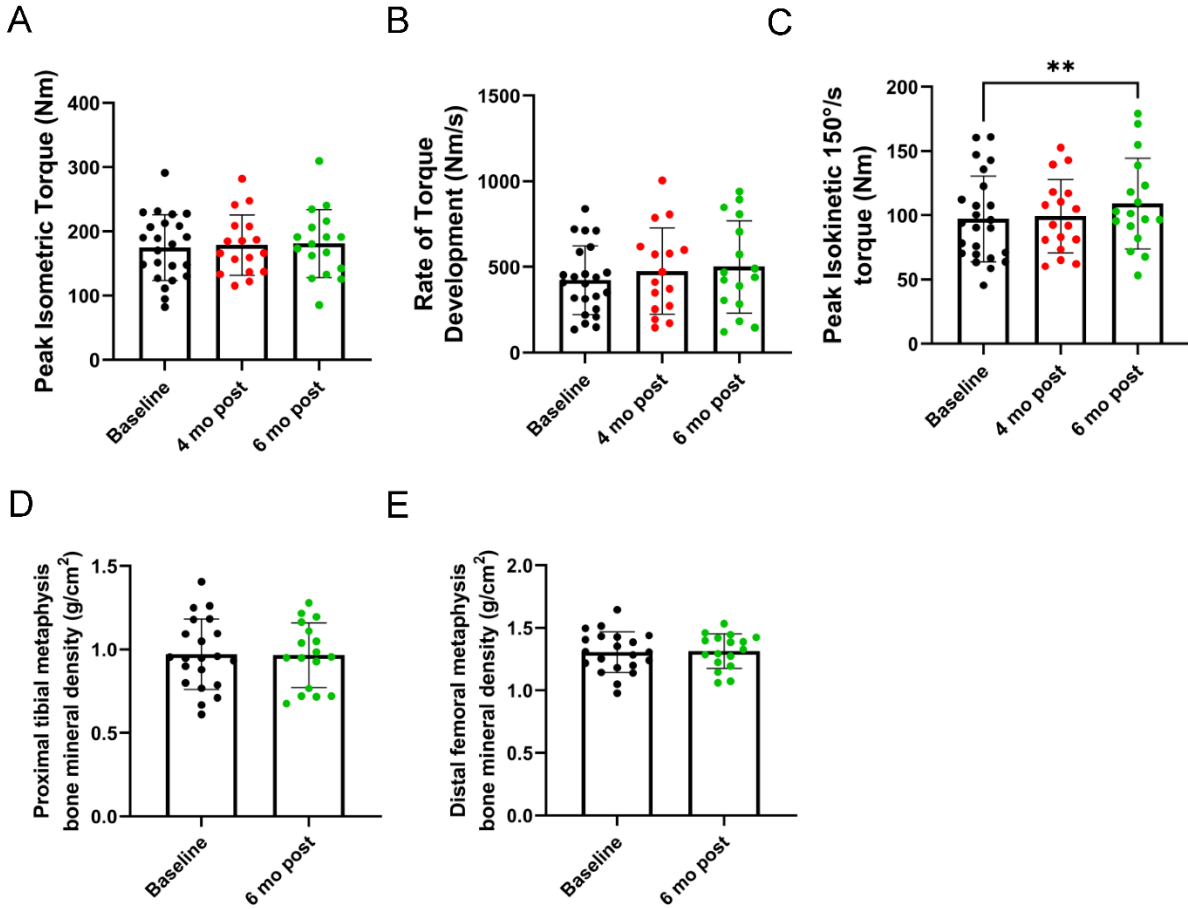 A
Peak Isometric Torque (Nm)
400
300
200
100
0
Baseline
4 mo post
6 mo post
B
Rate of Torque
Development (Nm/s)
1500
1000
500
0
Baseline
4 mo post
6 mo post
C
Peak Isokinetic 150°/s
torque (Nm)
200
150
100
50
0
**
Baseline
4 mo post
6 mo post
D
Proximal tibial metaphysis
bone mineral density (g/cm²)
1.5
1.0
0.5
0.0
Baseline
6 mo post
E
Distal femoral metaphysis
bone mineral density (g/cm²)
2.0
1.5
1.0
0.5
0.0
Baseline
6 mo post